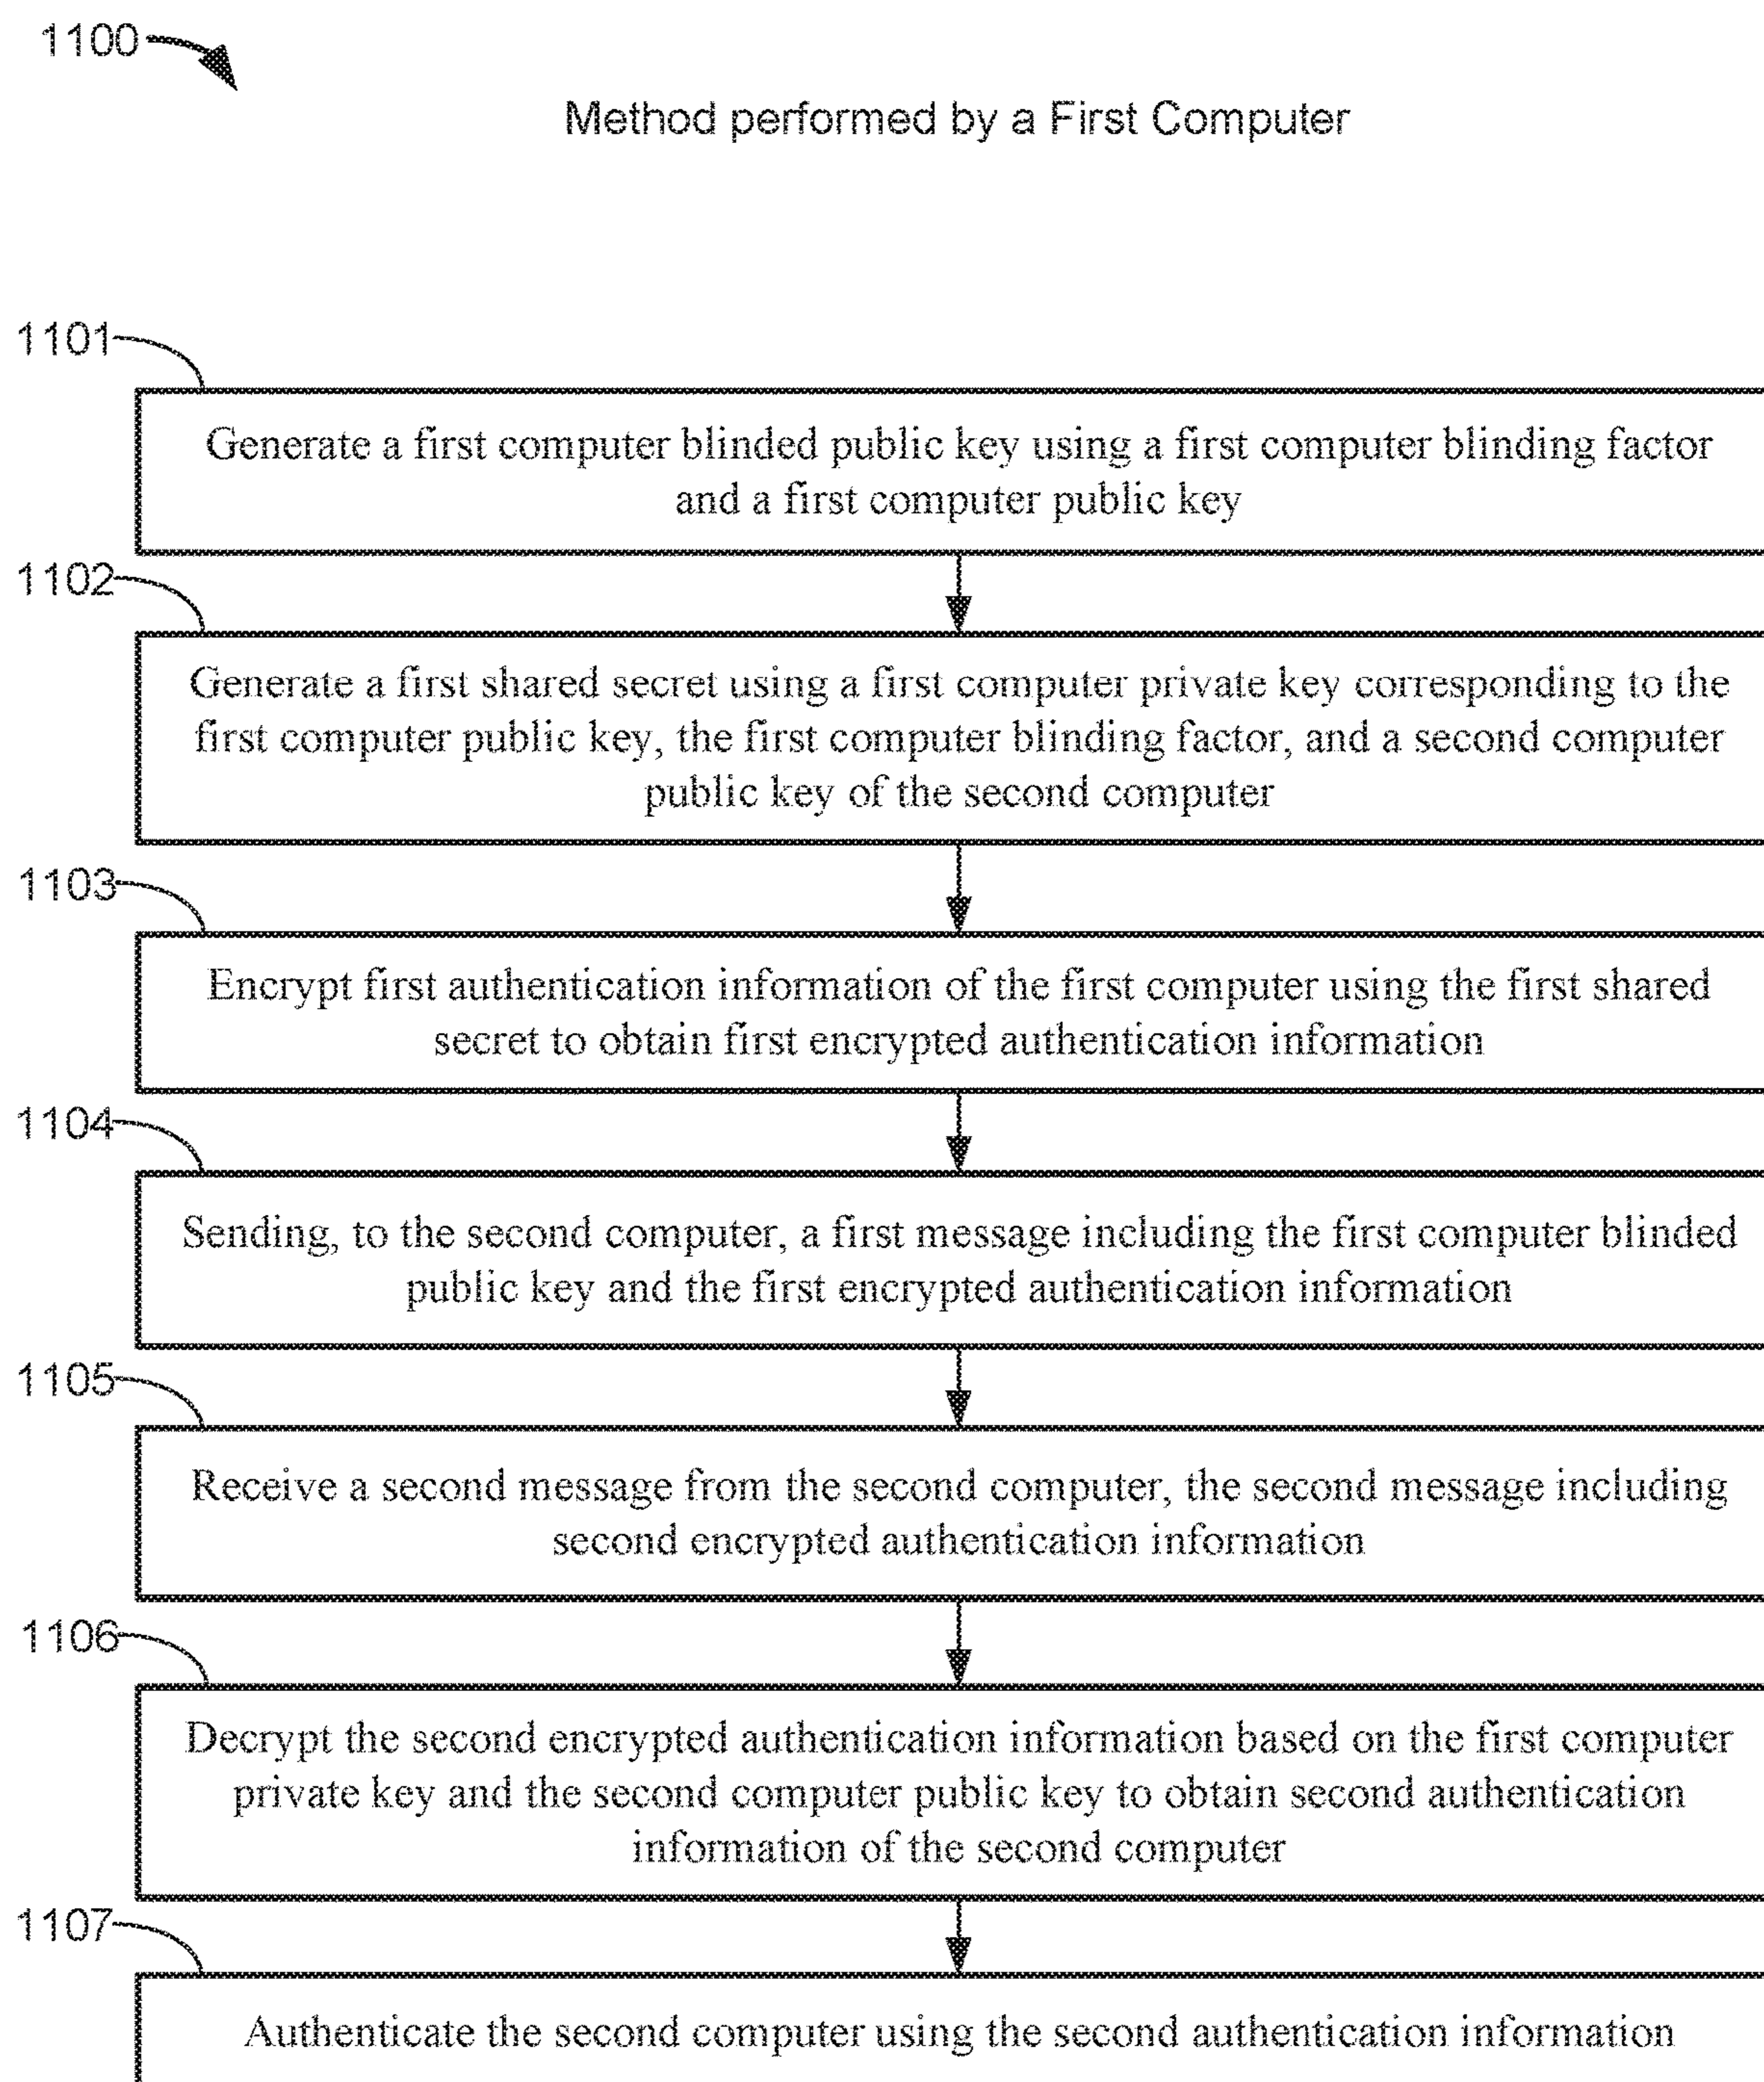 1100
Method performed by a First Computer
1101
Generate a first computer blinded public key using a first computer blinding factor
and a first computer public key
1102
Generate a first shared secret using a first computer private key corresponding to the
first computer public key, the first computer blinding factor, and a second computer
public key of the second computer
1103
Encrypt first authentication information of the first computer using the first shared
secret to obtain first encrypted authentication information
1104
Sending, to the second computer, a first message including the first computer blinded
public key and the first encrypted authentication information
1105
Receive a second message from the second computer, the second message including
second encrypted authentication information
1106
Decrypt the second encrypted authentication information based on the first computer
private key and the second computer public key to obtain second authentication
information of the second computer
1107
Authenticate the second computer using the second authentication information